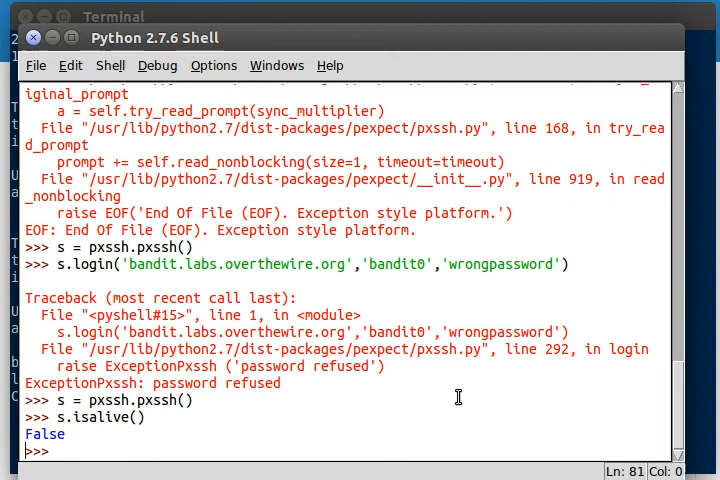 Terminal
Python 2.7.6 Shell
File Edit Shell Debug Options Windows Help
iginal_prompt
    a = self.try_read_prompt(sync_multiplier)
  File "/usr/lib/python2.7/dist-packages/pexpect/pxssh.py", line 168, in try_rea
d_prompt
    prompt += self.read_nonblocking(size=1, timeout=timeout)
  File "/usr/lib/python2.7/dist-packages/pexpect/__init__.py", line 919, in read
_nonblocking
    raise EOF('End Of File (EOF). Exception style platform.')
EOF: End Of File (EOF). Exception style platform.
>>> s = pxssh.pxssh()
>>> s.login('bandit.labs.overthewire.org','bandit0','wrongpassword')
Traceback (most recent call last):
  File "<pyshell#15>", line 1, in <module>
    s.login('bandit.labs.overthewire.org','bandit0','wrongpassword')
  File "/usr/lib/python2.7/dist-packages/pexpect/pxssh.py", line 292, in login
    raise ExceptionPxssh ('password refused')
ExceptionPxssh: password refused
>>> s = pxssh.pxssh()
>>> s.isalive()
False
>>>
Ln: 81 Col: 0